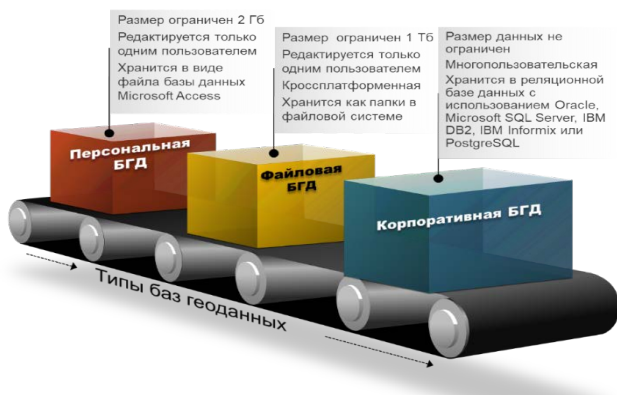 Размер ограничен 2 Гб
Редактируется только
одним пользователем
Хранится в виде
файла базы данных
Microsoft Access
Размер ограничен 1 Тб
Редактируется только
одним пользователем
Кроссплатформенная
Хранится как папки в
файловой системе
Размер данных не
ограничен
Многопользовательская
Хранится в реляционной
базе данных с
использованием Oracle,
Microsoft SQL Server, IBM
DB2, IBM Informix или
PostgreSQL
Персональная
БГД
Файловая
БГД
Корпоративная БГД
Типы баз геоданных